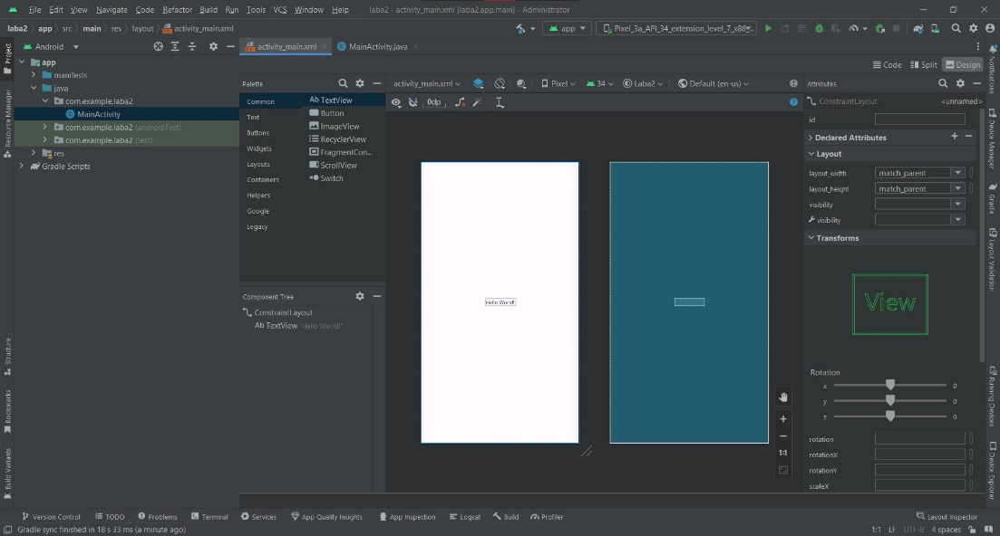 File Edit View Navigate Code Refactor Build Run Tools VCS Window Help laba2 - activity_main.xml [laba2.app.main] - Administrator
laba2 app src main res layout activity_main.xml app Pixel_3a_API_34_extension_level_7_x86...
Project
Resource Manager
Structure
Bookmarks
Build Variants
Android
app
manifests
java
com.example.laba2
MainActivity
com.example.laba2 (androidTest)
com.example.laba2 (test)
res
Gradle Scripts
activity_main.xml MainActivity.java
Code Split Design
Palette
Common
Text
Buttons
Widgets
Layouts
Containers
Helpers
Google
Legacy
Ab TextView
Button
ImageView
RecyclerView
FragmentCon...
ScrollView
Switch
Component Tree
ConstraintLayout
Ab TextView "Hello World!"
activity_main.xml Pixel 34 Laba2 Default (en-us)
0dp
Hello World!
1:1
Attributes
ConstraintLayout <unnamed>
id
Declared Attributes
Layout
layout_width match_parent
layout_height match_parent
visibility
visibility
Transforms
View
Rotation
x 0
y 0
z 0
rotation
rotationX
rotationY
scaleX
Notifications
Device Manager
Gradle
Layout Validation
Running Devices
Device Explorer
Version Control TODO Problems Terminal Services App Quality Insights App Inspection Logcat Build Profiler Layout Inspector
Gradle sync finished in 18 s 33 ms (a minute ago) 1:1 LF UTF-8 4 spaces